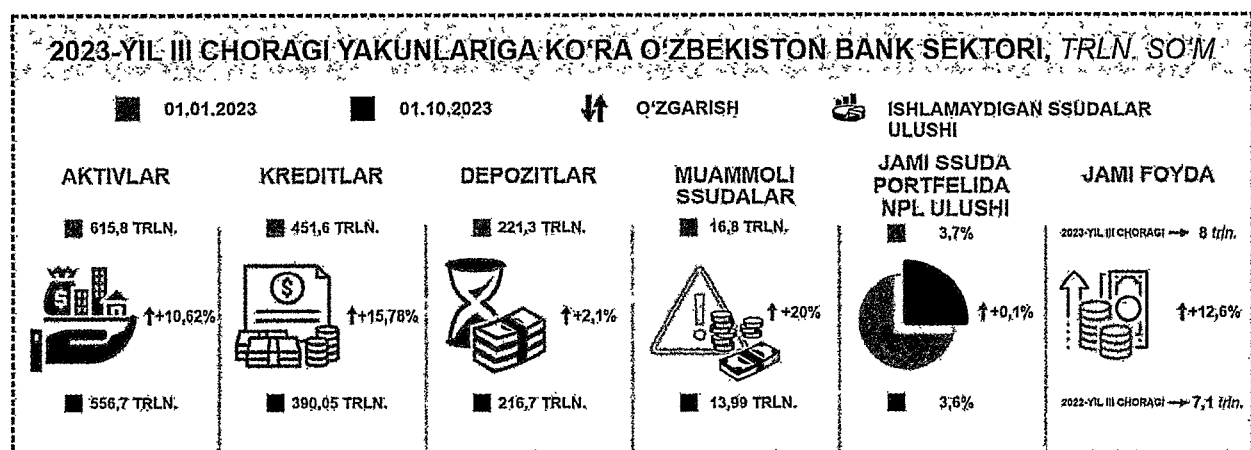 2023-YIL III CHORAGI YAKUNLARIGA KO‘RA O‘ZBEKISTON BANK SEKTORI, TRLN. SO‘M
01.01.2023
01.10.2023
O‘ZGARISH
ISHLAMAYDIGAN SSUDALAR
ULUSHI
AKTIVLAR
615,8 TRLN.
+10,62%
556,7 TRLN.
KREDITLAR
451,6 TRLN.
+15,78%
390,05 TRLN.
DEPOZITLAR
221,3 TRLN.
+2,1%
216,7 TRLN.
MUAMMOLI
SSUDALAR
16,8 TRLN.
+20%
13,99 TRLN.
JAMI SSUDA
PORTFELIDA
NPL ULUSHI
3,7%
+0,1%
3,6%
JAMI FOYDA
2023-YIL III CHORAGI → 8 trln.
+12,6%
2022-YIL III CHORAGI → 7,1 trln.